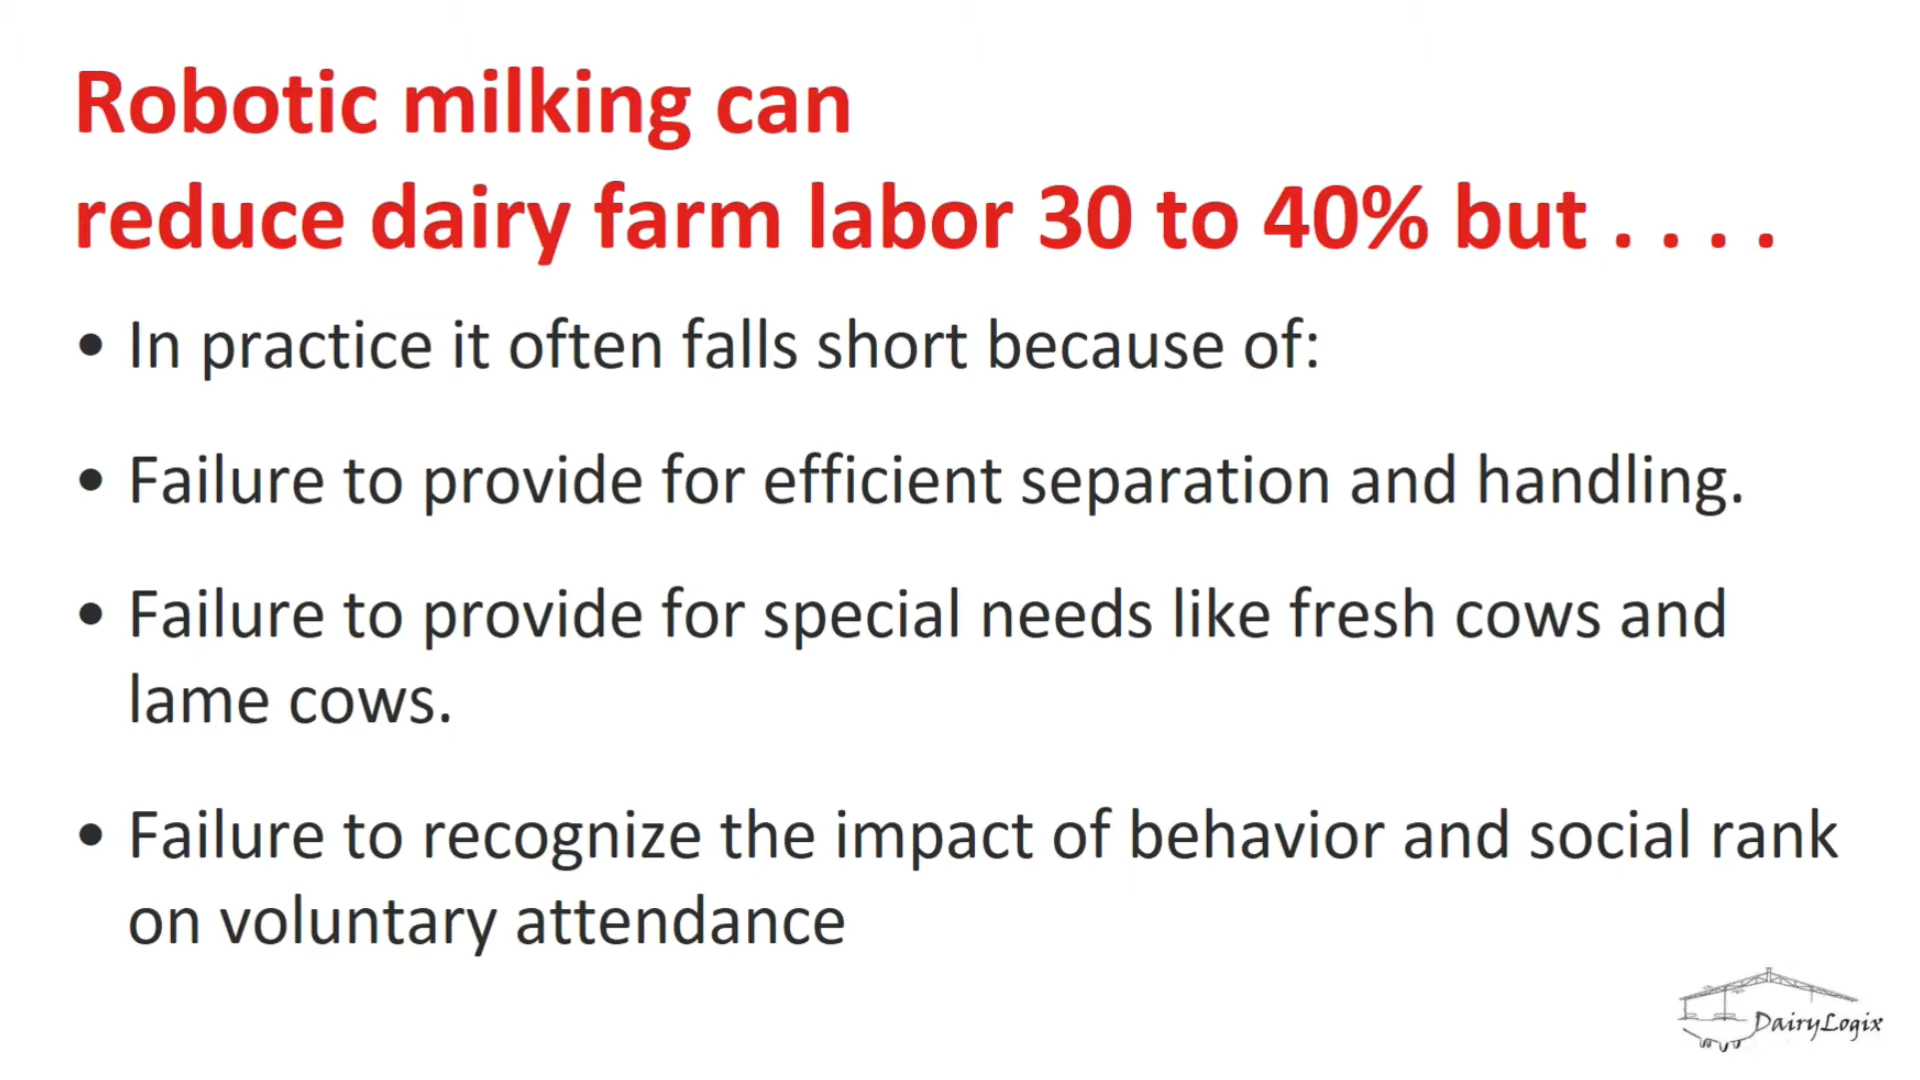 Robotic milking can
reduce dairy farm labor 30 to 40% but . . . .
• In practice it often falls short because of:
• Failure to provide for efficient separation and handling.
• Failure to provide for special needs like fresh cows and
lame cows.
• Failure to recognize the impact of behavior and social rank
on voluntary attendance
DairyLogix